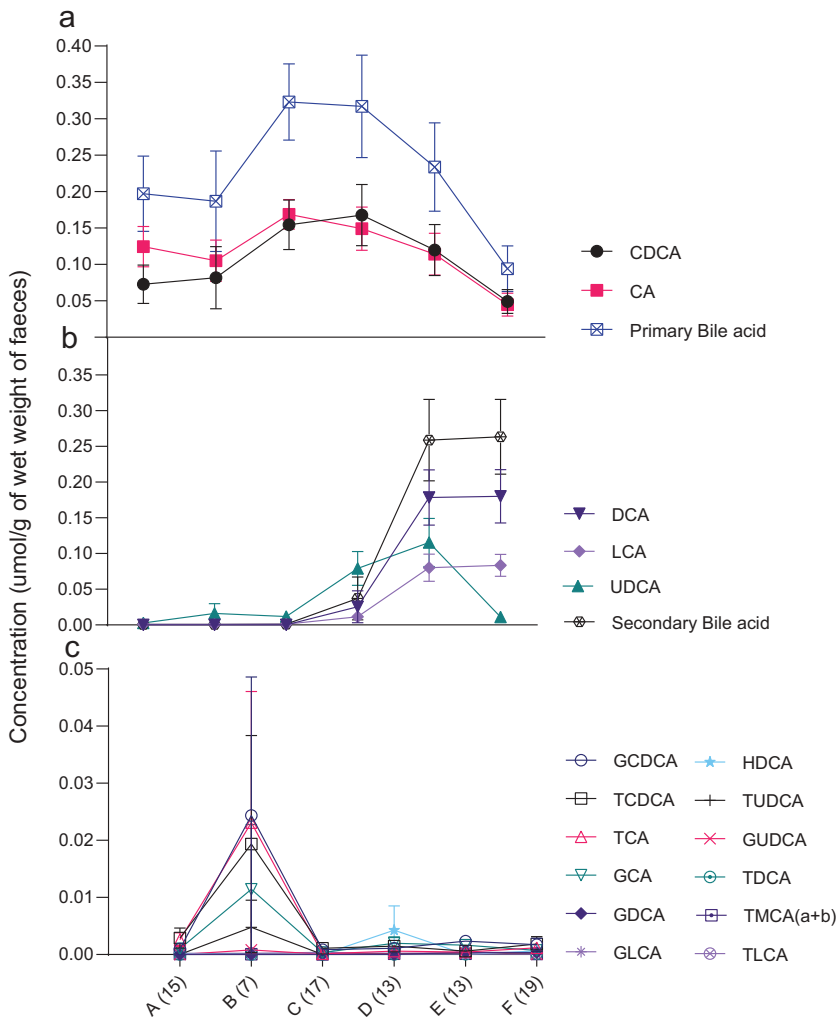 a
0.40
0.35
0.30
0.25
0.20
0.15
0.10
0.05
CDCA
CA
Primary Bile acid
b
0.35
0.30
0.25
0.20
0.15
0.10
0.05
0.00
DCA
LCA
UDCA
Secondary Bile acid
c
0.05
0.04
0.03
0.02
0.01
0.00
GCDCA
TCDCA
TCA
GCA
GDCA
GLCA
HDCA
TUDCA
GUDCA
TDCA
TMCA(a+b)
TLCA
A (15)
B (7)
C (17)
D (13)
E (13)
F (19)
Concentration (umol/g of wet weight of faeces)